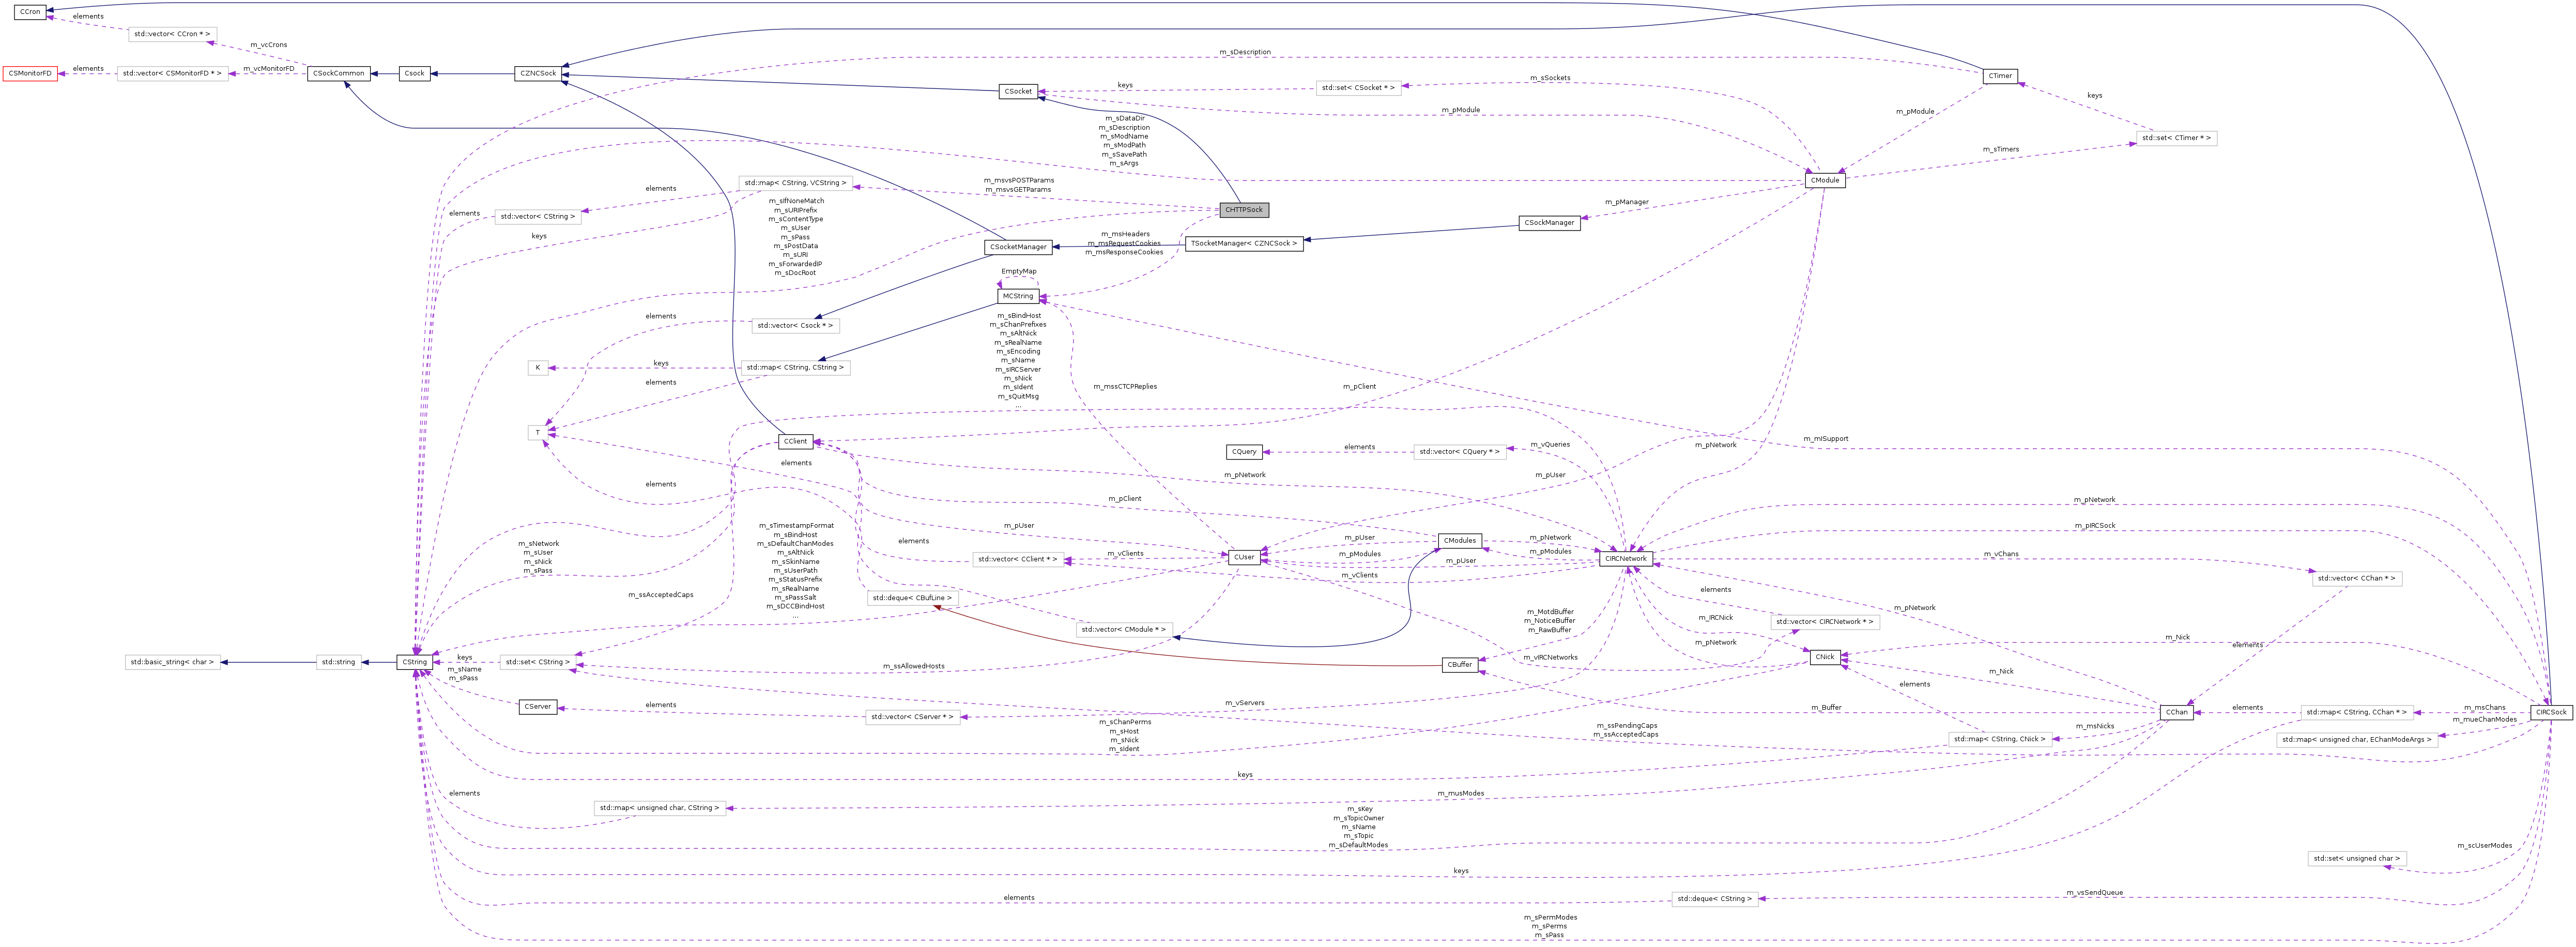 CCron
elements
std::vector< CCron * >
m_vcCrons
CSMonitorFD
elements
std::vector< CSMonitorFD * >
m_vcMonitorFD
CSockCommon
Csock
CZNCSock
CSocket
keys
std::set< CSocket * >
m_sSockets
m_sDescription
CTimer
keys
std::set< CTimer * >
m_pModule
m_pModule
m_sTimers
CModule
m_sDataDir
m_sDescription
m_sModName
m_sModPath
m_sSavePath
m_sArgs
std::map< CString, VCString >
m_msvsPOSTParams
m_msvsGETParams
CHTTPSock
elements
std::vector< CString >
elements
keys
m_sIfNoneMatch
m_sURIPrefix
m_sContentType
m_sUser
m_sPass
m_sPostData
m_sURI
m_sForwardedIP
m_sDocRoot
m_pManager
CSockManager
TSocketManager< CZNCSock >
CSocketManager
m_msHeaders
m_msRequestCookies
m_msResponseCookies
EmptyMap
MCString
elements
std::vector< Csock * >
K
keys
std::map< CString, CString >
elements
T
m_sBindHost
m_sChanPrefixes
m_sAltNick
m_sRealName
m_sEncoding
m_sName
m_sIRCServer
m_sNick
m_sIdent
m_sQuitMsg
...
m_mssCTCPReplies
m_pClient
m_mISupport
CClient
elements
elements
CQuery
elements
std::vector< CQuery * >
m_vQueries
m_pNetwork
m_pNetwork
m_pUser
m_pClient
m_pNetwork
m_pIRCSock
m_sNetwork
m_sUser
m_sNick
m_sPass
m_sTimestampFormat
m_sBindHost
m_sDefaultChanModes
m_sAltNick
m_sSkinName
m_sUserPath
m_sStatusPrefix
m_sRealName
m_sPassSalt
m_sDCCBindHost
...
m_pUser
elements
std::vector< CClient * >
m_vClients
CUser
m_pUser
m_pModules
CModules
m_pNetwork
m_pModules
m_pUser
m_vClients
CIRCNetwork
m_vChans
std::vector< CChan * >
m_ssAcceptedCaps
std::deque< CBufLine >
std::vector< CModule * >
m_MotdBuffer
m_NoticeBuffer
m_RawBuffer
elements
std::vector< CIRCNetwork * >
m_IRCNick
m_pNetwork
m_pNetwork
m_Nick
elements
std::basic_string< char >
std::string
CString
keys
std::set< CString >
m_ssAllowedHosts
m_vIRCNetworks
CBuffer
CNick
m_Nick
elements
m_sName
m_sPass
CServer
elements
std::vector< CServer * >
m_vServers
m_Buffer
CChan
elements
std::map< CString, CChan * >
m_msChans
CIRCSock
m_mueChanModes
std::map< unsigned char, EChanModeArgs >
m_sChanPerms
m_sHost
m_sNick
m_sIdent
m_ssPendingCaps
m_ssAcceptedCaps
m_msNicks
std::map< CString, CNick >
keys
elements
std::map< unsigned char, CString >
m_musModes
m_sKey
m_sTopicOwner
m_sName
m_sTopic
m_sDefaultModes
keys
m_scUserModes
std::set< unsigned char >
elements
std::deque< CString >
m_vsSendQueue
m_sPermModes
m_sPerms
m_sPass